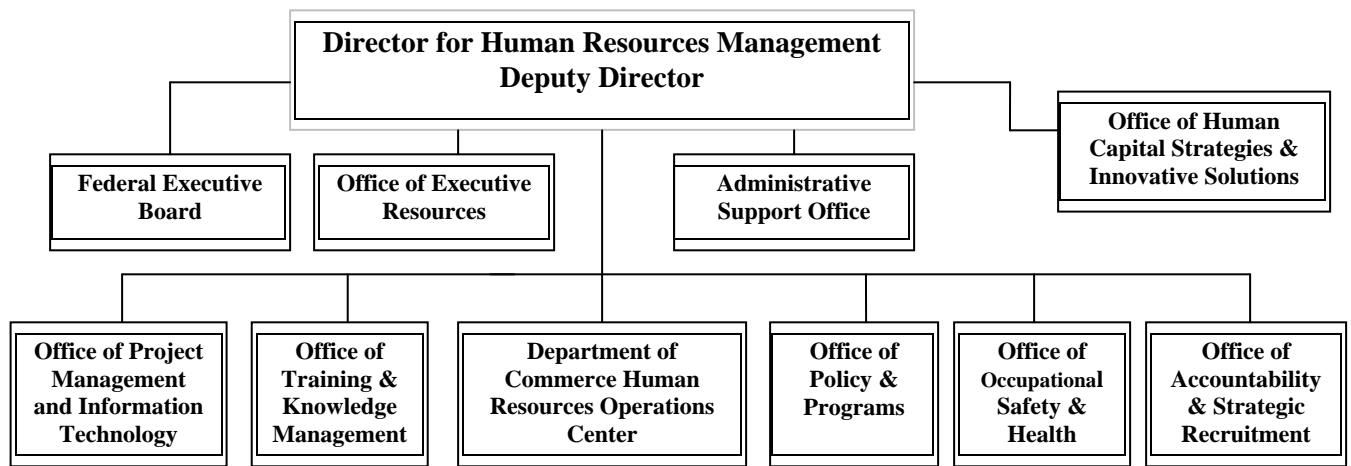 Director for Human Resources Management
Deputy Director
Office of Human
Capital Strategies &
Innovative Solutions
Federal Executive
Board
Office of Executive
Resources
Administrative
Support Office
Office of Project
Management
and Information
Technology
Office of
Training &
Knowledge
Management
Department of
Commerce Human
Resources Operations
Center
Office of
Policy &
Programs
Office of
Occupational
Safety &
Health
Office of
Accountability
& Strategic
Recruitment